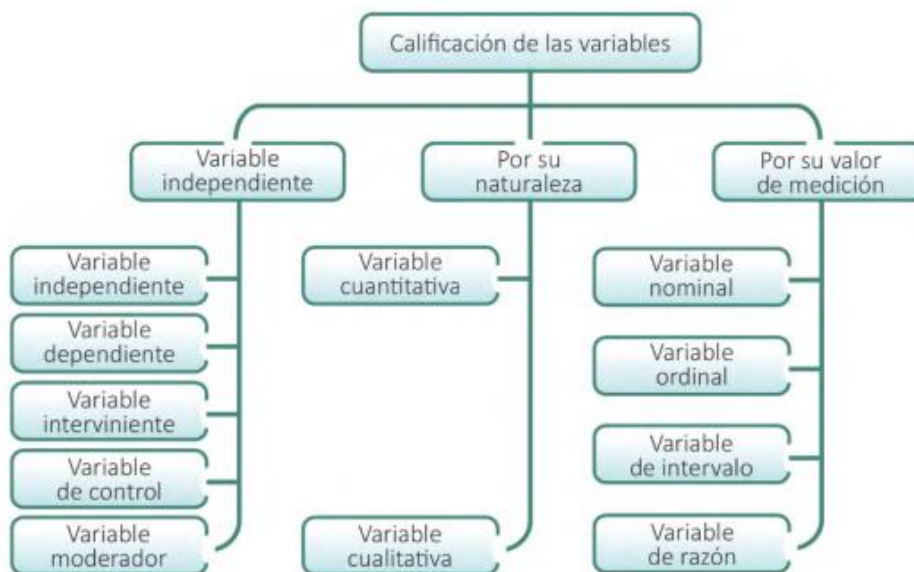 Calificación de las variables
Variable
independiente
Por su
naturaleza
Por su valor
de medición
Variable
independiente
Variable
dependiente
Variable
interviniente
Variable
de control
Variable
moderador
Variable
cuantitativa
Variable
cualitativa
Variable
nominal
Variable
ordinal
Variable
de intervalo
Variable
de razón